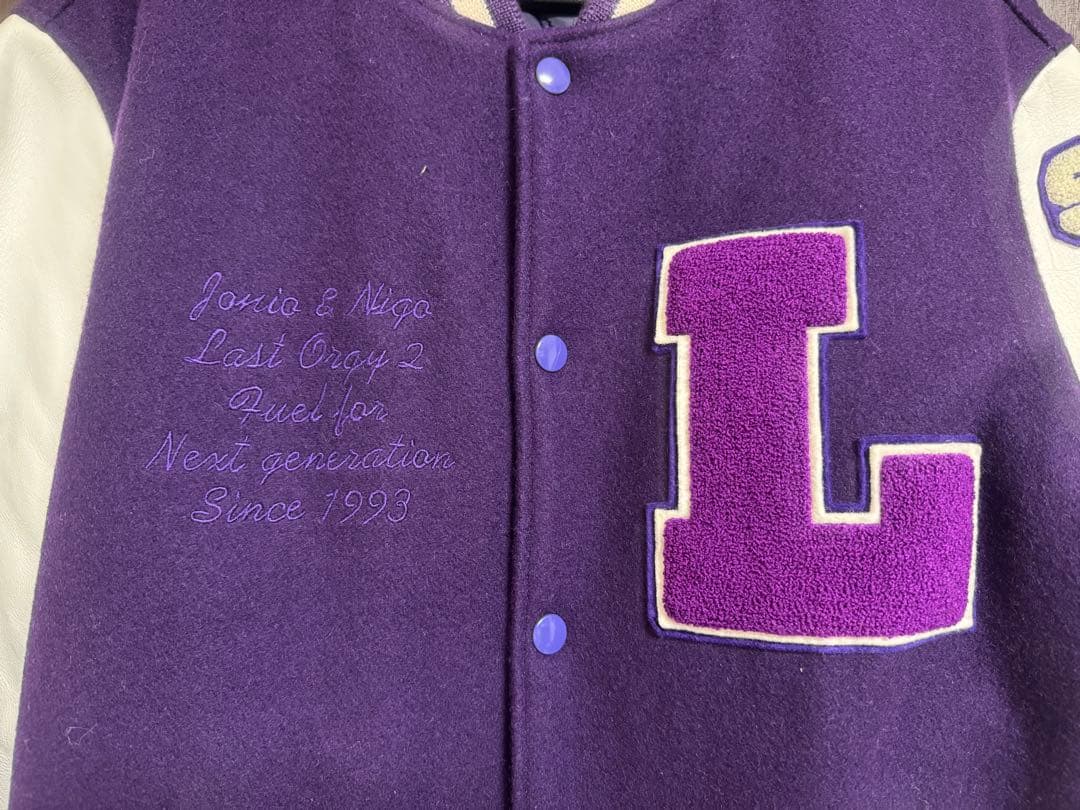 Jonio & Nigo
Last Orgy 2
Fuel for
Next generation
Since 1993
L